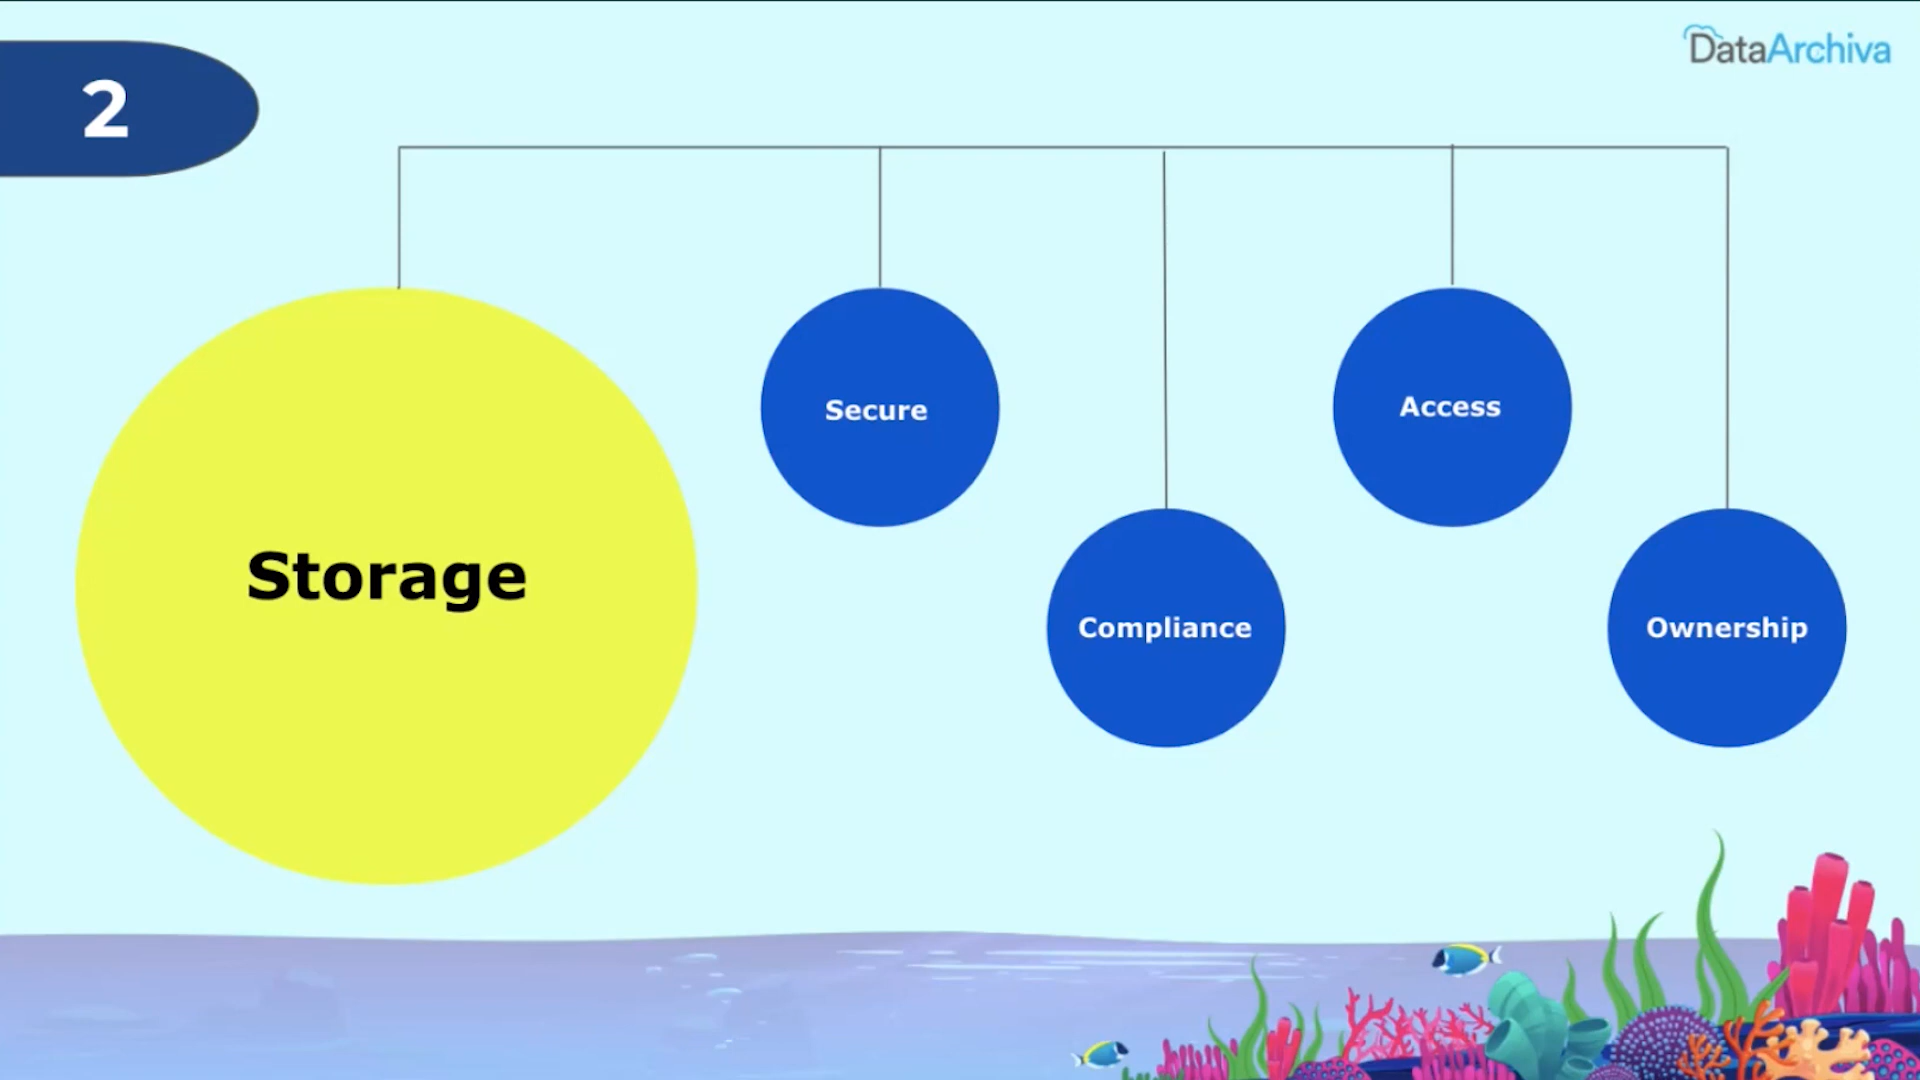 2
DataArchiva
Storage
Secure
Compliance
Access
Ownership